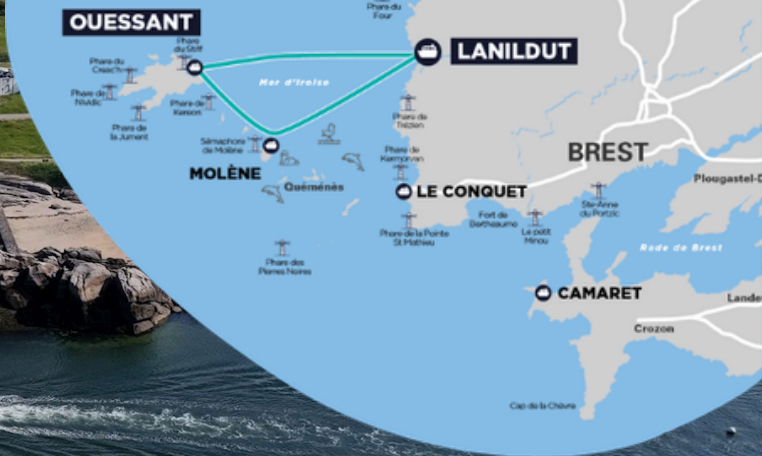 Phare du
Four
OUESSANT
Phare
du Stiff
LANILDUT
Phare du
Creac'h
Mer d'Iroise
Phare de
Nividic
Phare de
Kereon
Phare de
la Jument
Phare de
Trézien
Sémaphore
de Molène
MOLÈNE
Phare de
Kermorvan
BREST
Plougastel-D
Quéménès
LE CONQUET
Ste-Anne
du Portzic
Fort de
Bertheaume
Le petit
Minou
Phare de la Pointe
St Mathieu
Rade de Brest
Phare des
Pierres Noires
CAMARET
Lande
Crozon
Cap de la Chèvre